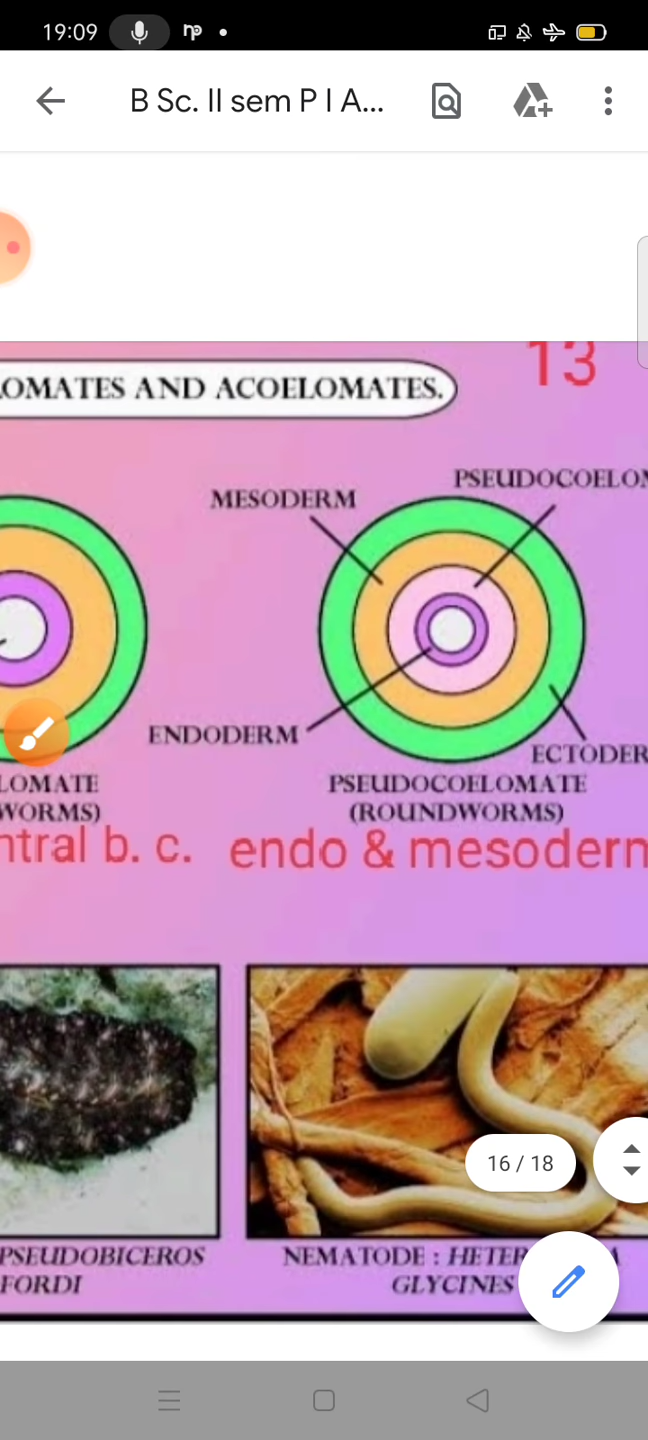 19:09
B Sc. II sem P I A...
13
OMATES AND ACOELOMATES.
PSEUDOCOELOM
MESODERM
ENDODERM
ECTODER
LOMATE
PSEUDOCOELOMATE
WORMS)
(ROUNDWORMS)
ntral b. c. endo & mesoderm
16 / 18
PSEUDOBICEROS
FORDI
NEMATODE : HETER
GLYCINES